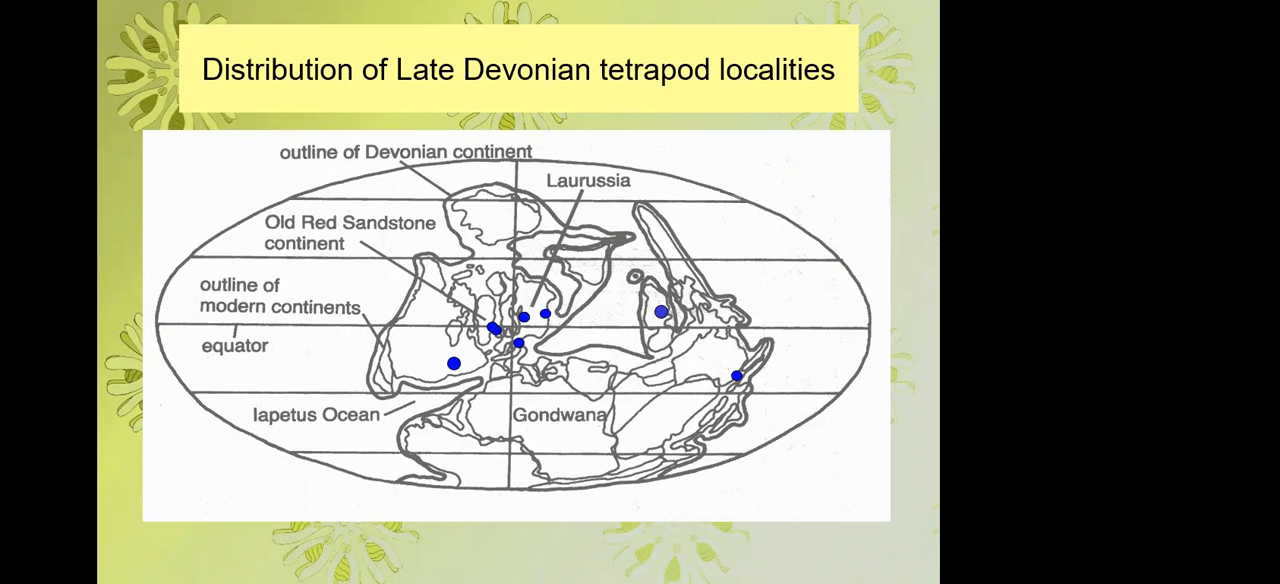 Distribution of Late Devonian tetrapod localities
outline of Devonian continent
Laurussia
Old Red Sandstone
continent
outline of
modern continents
equator
Iapetus Ocean
Gondwana